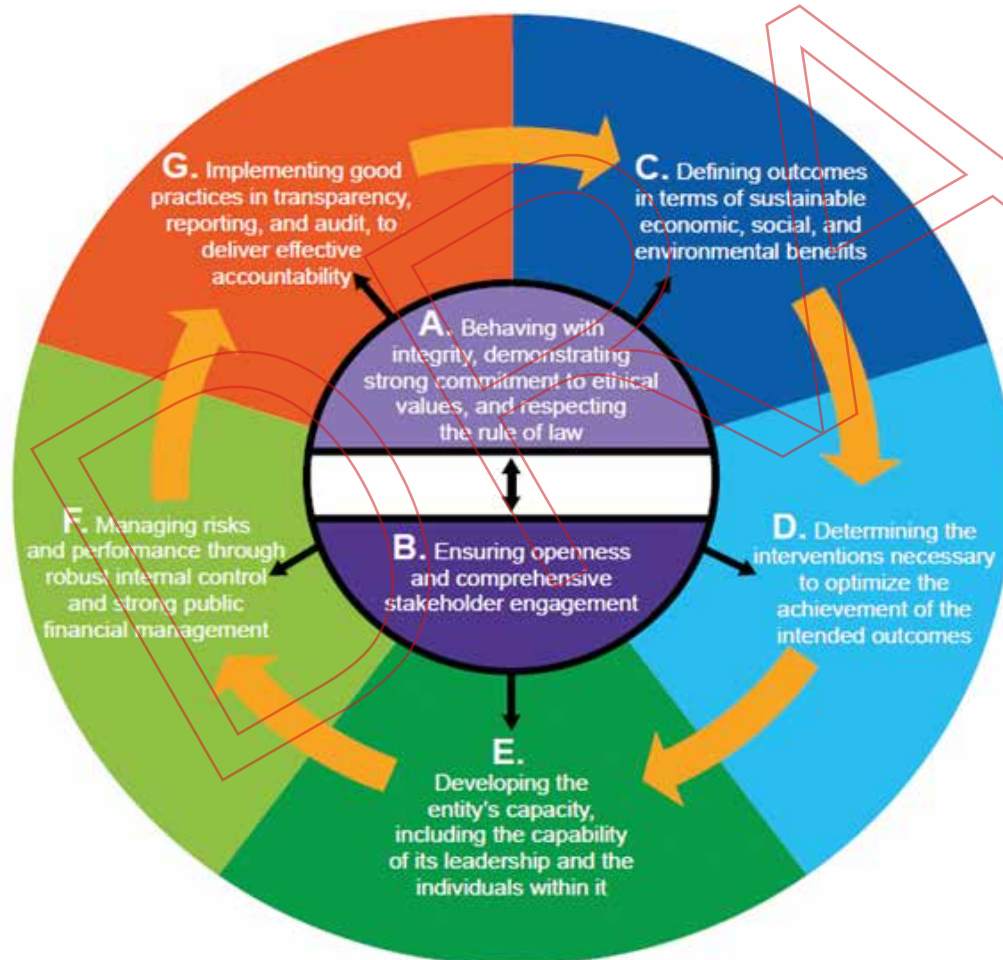 G. Implementing good
practices in transparency,
reporting, and audit, to
deliver effective
accountability
C. Defining outcomes
in terms of sustainable
economic, social, and
environmental benefits
A. Behaving with
integrity, demonstrating
strong commitment to ethical
values, and respecting
the rule of law
B. Ensuring openness
and comprehensive
stakeholder engagement
F. Managing risks
and performance through
robust internal control
and strong public
financial management
D. Determining the
interventions necessary
to optimize the
achievement of the
intended outcomes
E.
Developing the
entity's capacity,
including the capability
of its leadership and the
individuals within it